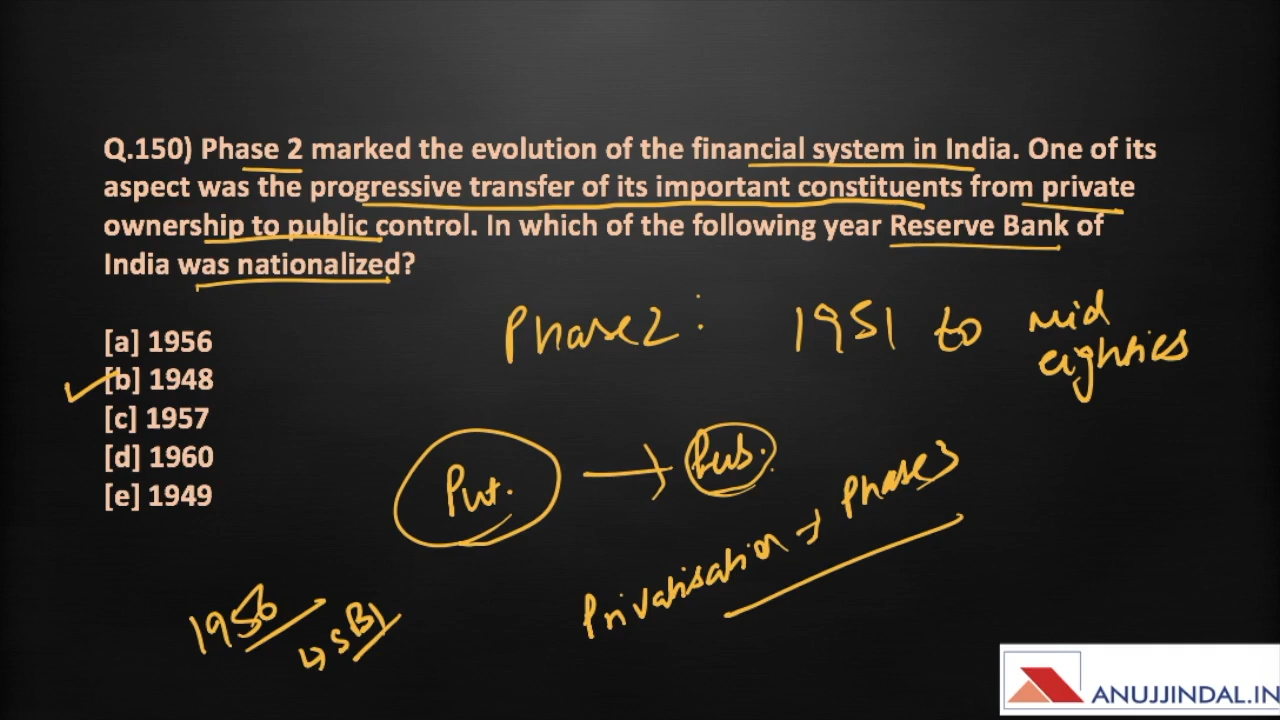 Q.150) Phase 2 marked the evolution of the financial system in India. One of its
aspect was the progressive transfer of its important constituents from private
ownership to public control. In which of the following year Reserve Bank of
India was nationalized?
[a] 1956
[b] 1948
[c] 1957
[d] 1960
[e] 1949
Phase2: 1951 to mid
eighties
Pvt. → Pub.
Privatisation → Phase3
1956
↳ SBI
ANUJJINDAL.IN